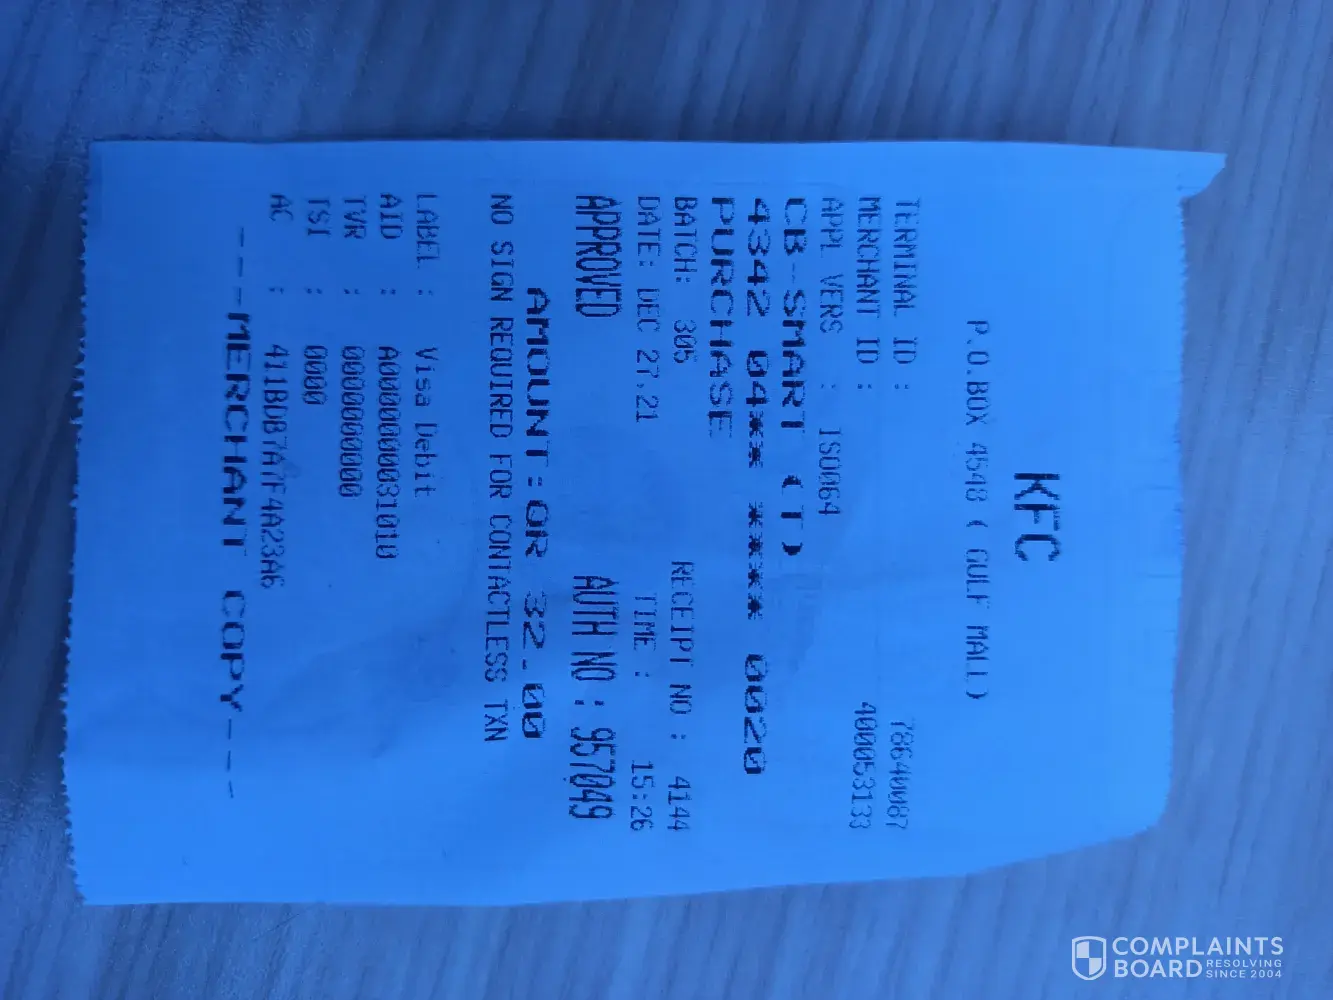 KFC
P.O.BOX 4548 ( GULF MALL)
TERMINAL ID : 78640087
MERCHANT ID : 400053133
APPL VERS : ISO064
CB-SMART (T)
4342 04** **** 0020
PURCHASE
BATCH: 305 RECEIPT NO : 4144
DATE: DEC 27,21 TIME : 15:26
APPROVED AUTH NO : 957049
AMOUNT:QR 32.00
NO SIGN REQUIRED FOR CONTACTLESS TXN
LABEL : Visa Debit
AID : A0000000031010
TVR : 0000000000
TSI : 0000
AC : 411BDB7A7F4A23A6
----MERCHANT COPY----
COMPLAINTS
BOARD RESOLVING
SINCE 2004